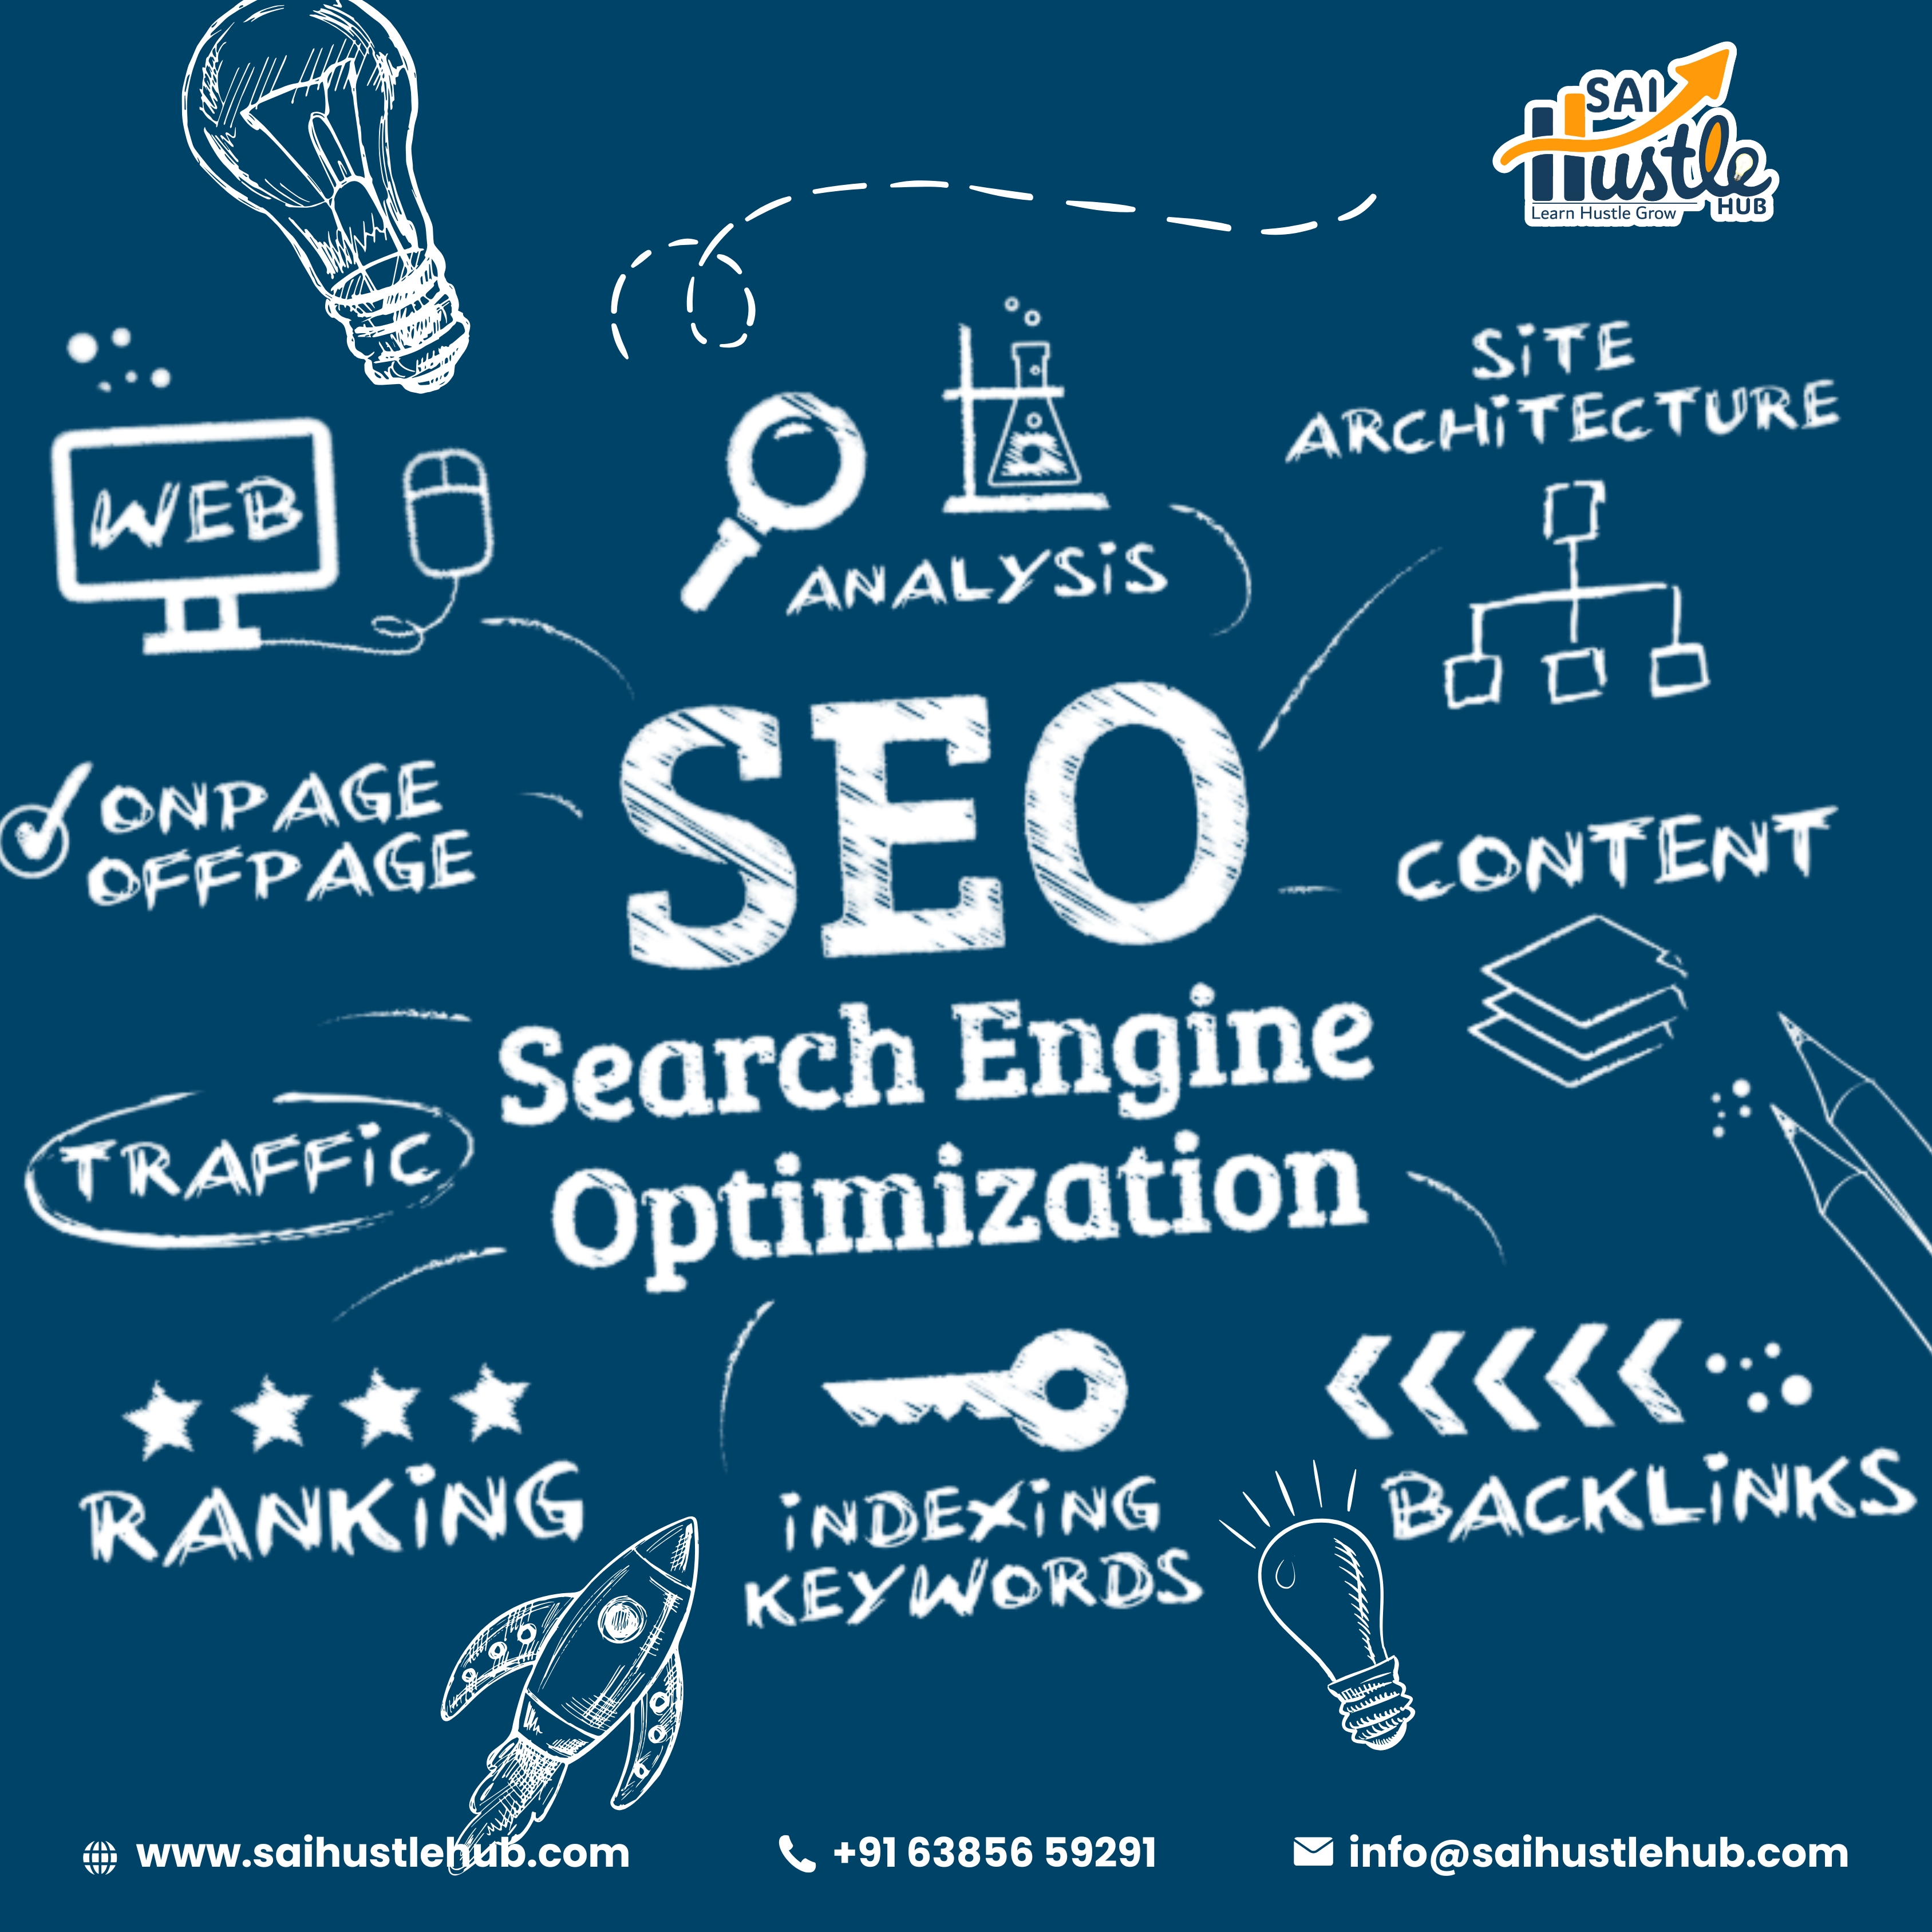 SAI
Hustle
HUB
Learn Hustle Grow
SiTE
ARCHiTECTURE
WEB
ANALYSiS
SEO
ONPAGE
OFFPAGE
CONTENT
Search Engine
Optimization
TRAFFiC
RANKiNG
iNDEXiNG
KEYWORDS
BACKLiNKS
www.saihustlehub.com
+91 63856 59291
info@saihustlehub.com